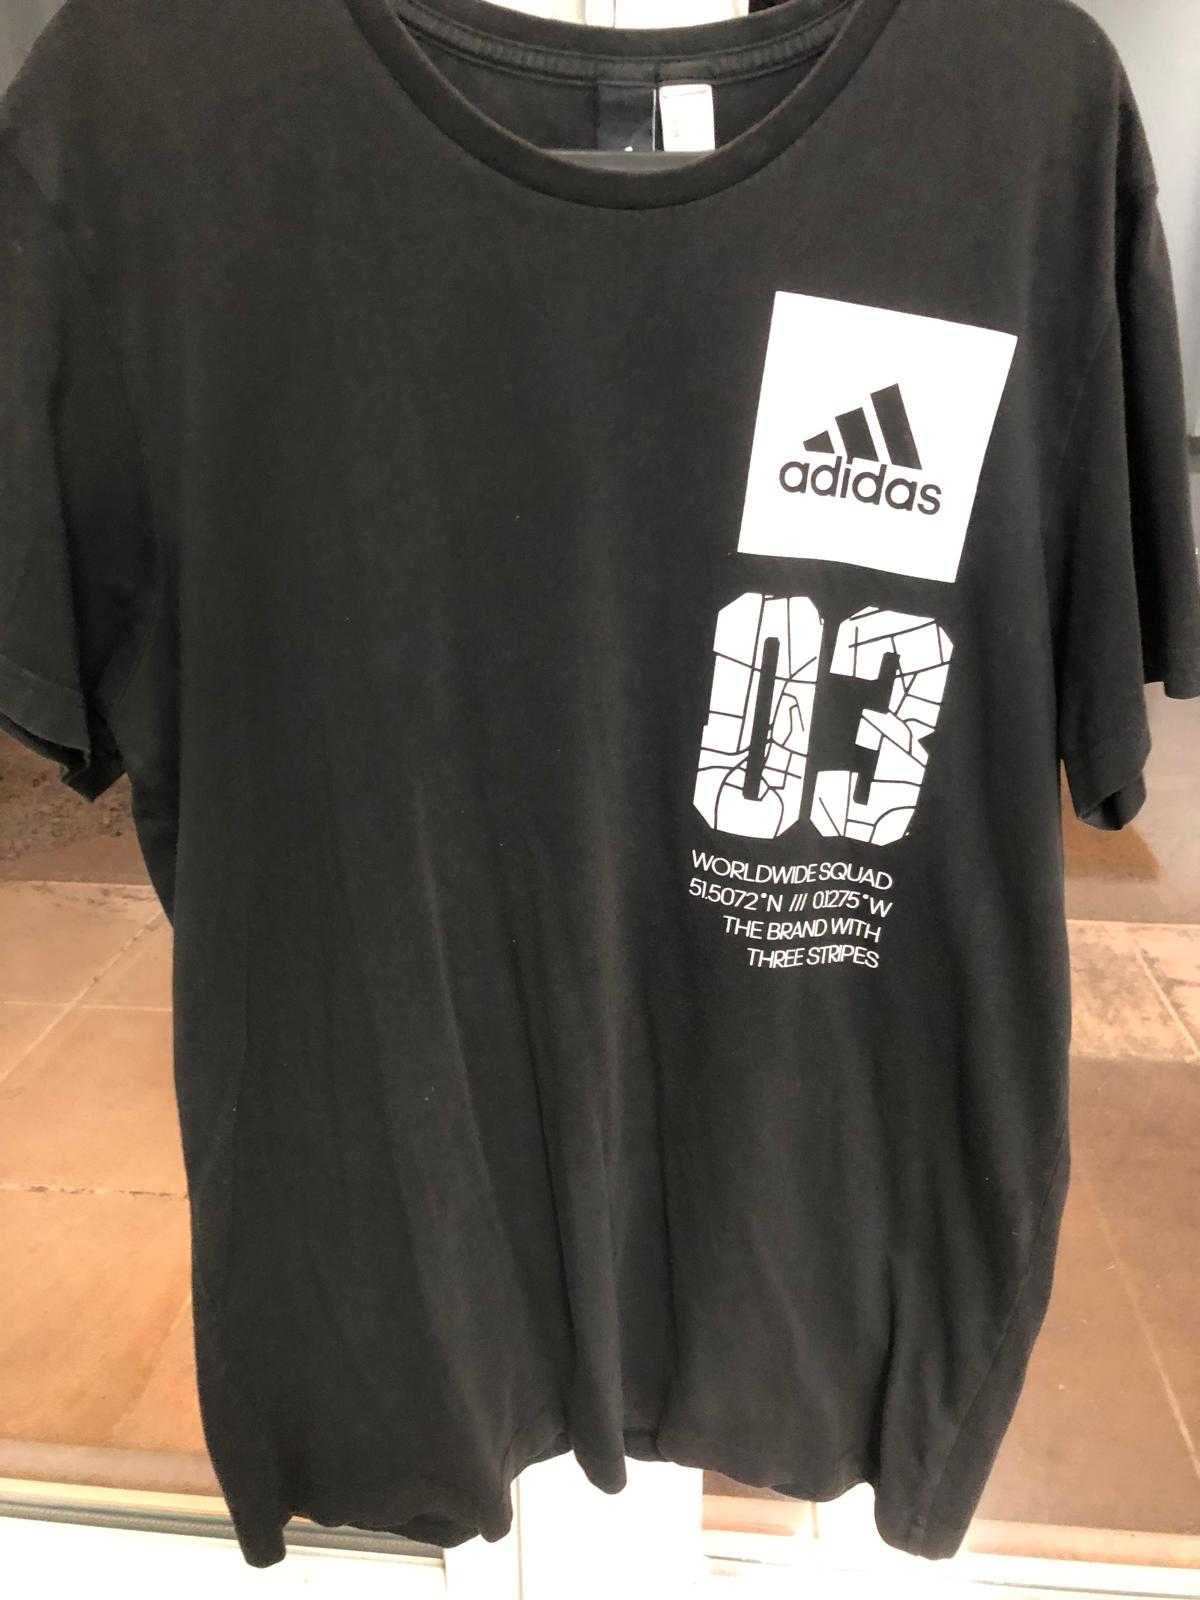 adidas
03
WORLDWIDE SQUAD
51.5072°N /// 0.1275°W
THE BRAND WITH
THREE STRIPES